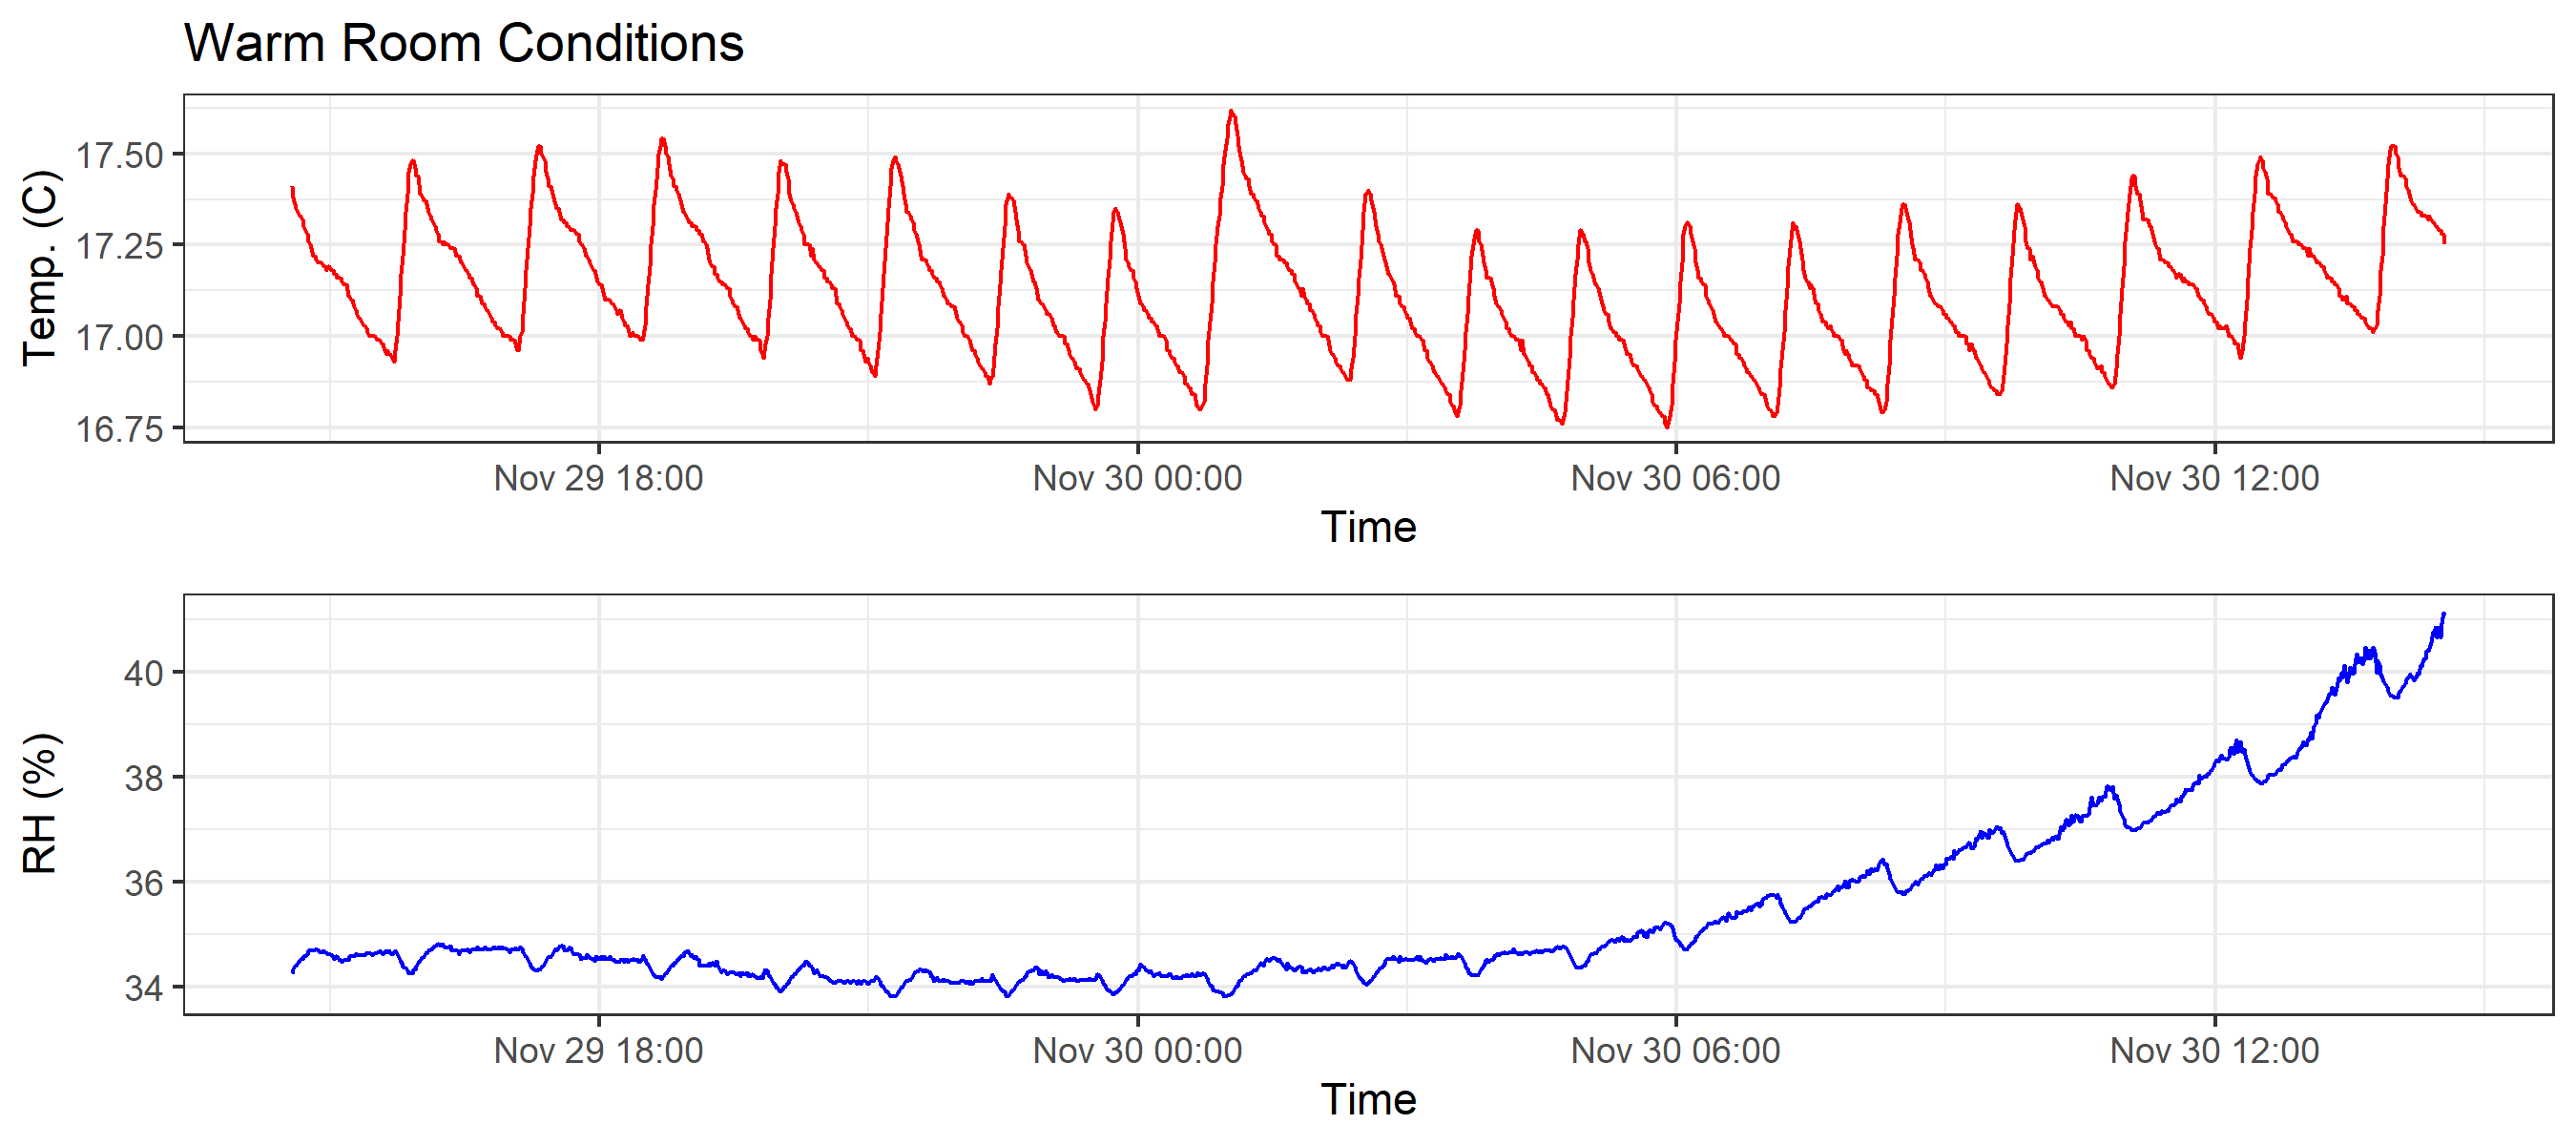 Warm Room Conditions
Temp. (C)
17.50
17.25
17.00
16.75
Nov 29 18:00 Nov 30 00:00 Nov 30 06:00 Nov 30 12:00
Time
RH (%)
40
38
36
34
Nov 29 18:00 Nov 30 00:00 Nov 30 06:00 Nov 30 12:00
Time